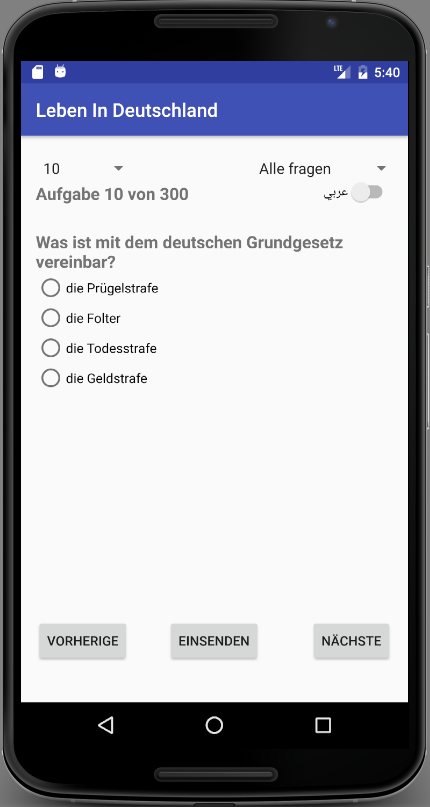 LTE 5:40
Leben In Deutschland
10 Alle fragen
Aufgabe 10 von 300 عربي
Was ist mit dem deutschen Grundgesetz
vereinbar?
die Prügelstrafe
die Folter
die Todesstrafe
die Geldstrafe
VORHERIGE EINSENDEN NÄCHSTE